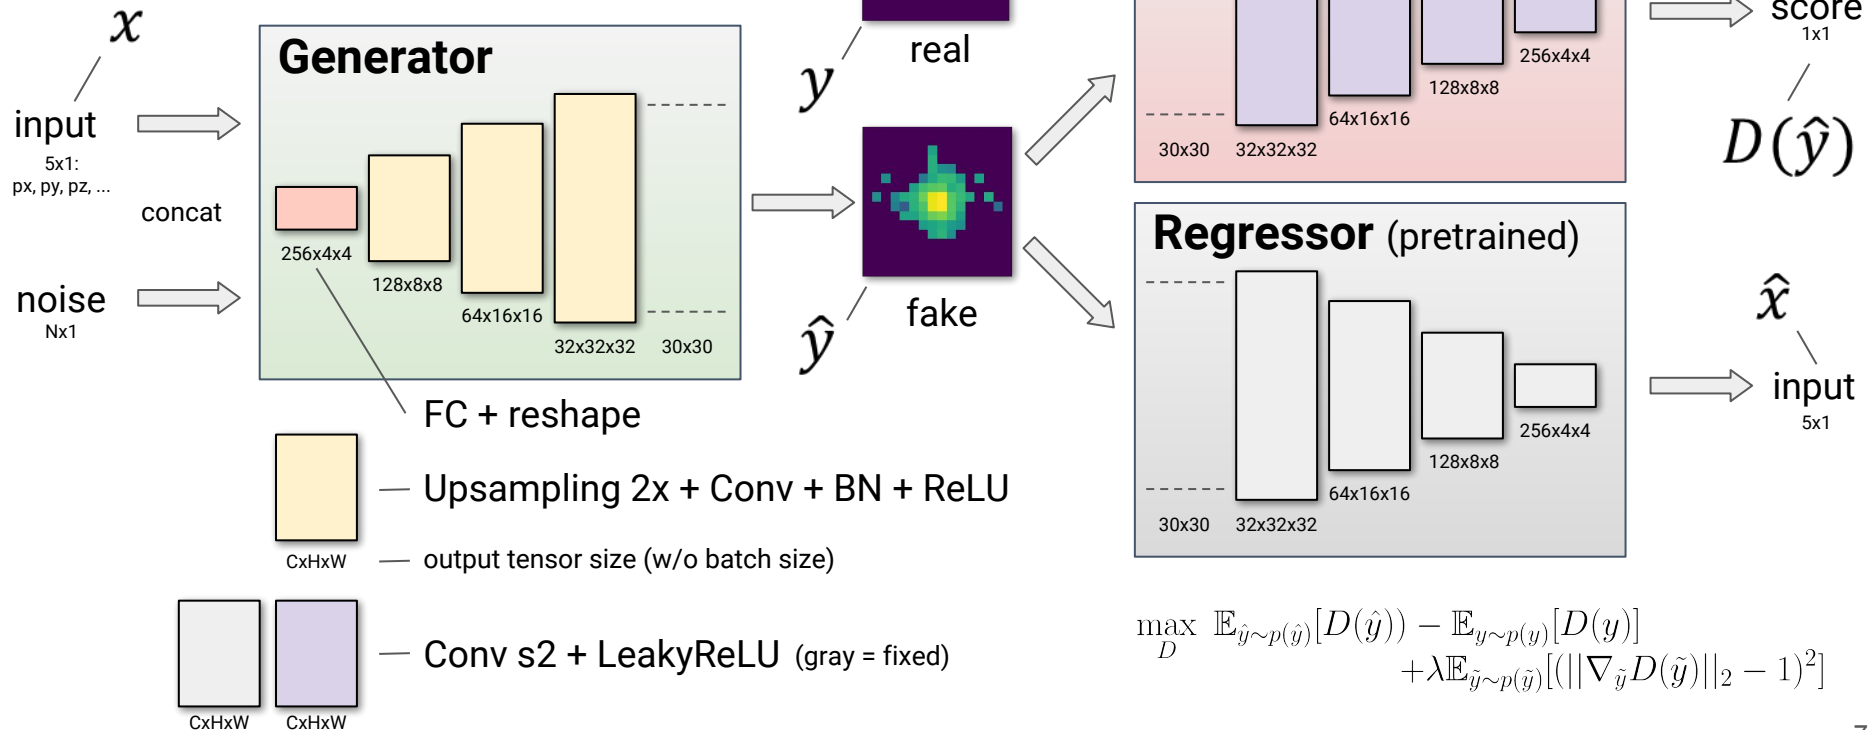 x
input
5x1:
px, py, pz, ...
concat
noise
Nx1
Generator
256x4x4
128x8x8
64x16x16
32x32x32
30x30
FC + reshape
Upsampling 2x + Conv + BN + ReLU
CxHxW
output tensor size (w/o batch size)
Conv s2 + LeakyReLU (gray = fixed)
CxHxW
CxHxW
real
y
fake
ŷ
30x30
32x32x32
64x16x16
128x8x8
256x4x4
score
1x1
D(ŷ)
Regressor (pretrained)
30x30
32x32x32
64x16x16
128x8x8
256x4x4
x̂
input
5x1
max_D 𝔼_{ŷ∼p(ŷ)}[D(ŷ)) − 𝔼_{y∼p(y)}[D(y)]
+λ𝔼_{ỹ∼p(ỹ)}[(||∇_ỹ D(ỹ)||₂ − 1)²]